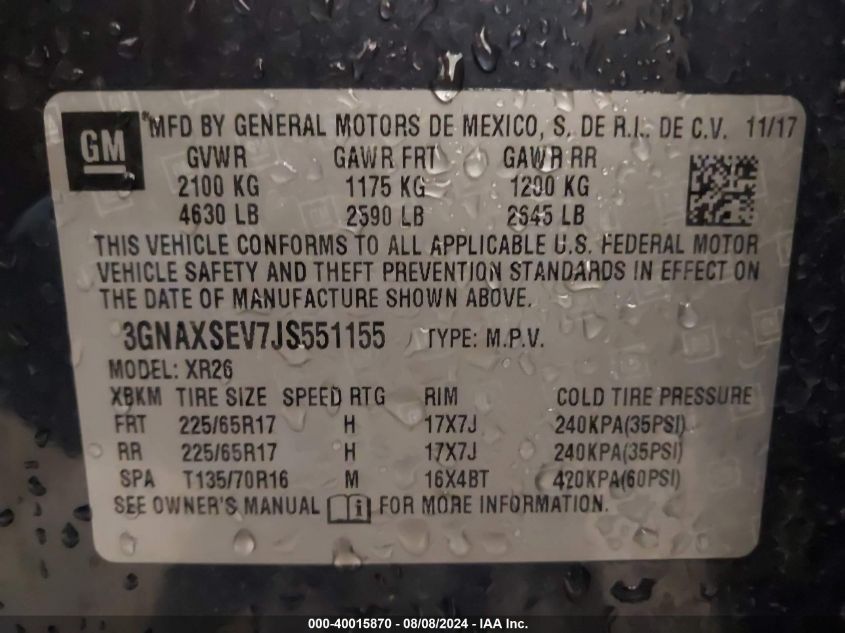 GM
*MFD BY GENERAL MOTORS DE MEXICO, S. DE R.L. DE C.V. 11/17
GVWR GAWR FRT GAWR RR
2100 KG 1175 KG 1200 KG
4630 LB 2590 LB 2645 LB
THIS VEHICLE CONFORMS TO ALL APPLICABLE U.S. FEDERAL MOTOR
VEHICLE SAFETY AND THEFT PREVENTION STANDARDS IN EFFECT ON
THE DATE OF MANUFACTURE SHOWN ABOVE.
3GNAXSEV7JS551155 TYPE: M.P.V.
MODEL: XR26
XBKM TIRE SIZE SPEED RTG RIM COLD TIRE PRESSURE
FRT 225/65R17 H 17X7J 240KPA(35PSI)
RR 225/65R17 H 17X7J 240KPA(35PSI)
SPA T135/70R16 M 16X4BT 420KPA(60PSI)
SEE OWNER'S MANUAL i FOR MORE INFORMATION.
000-40015870 - 08/08/2024 - IAA Inc.